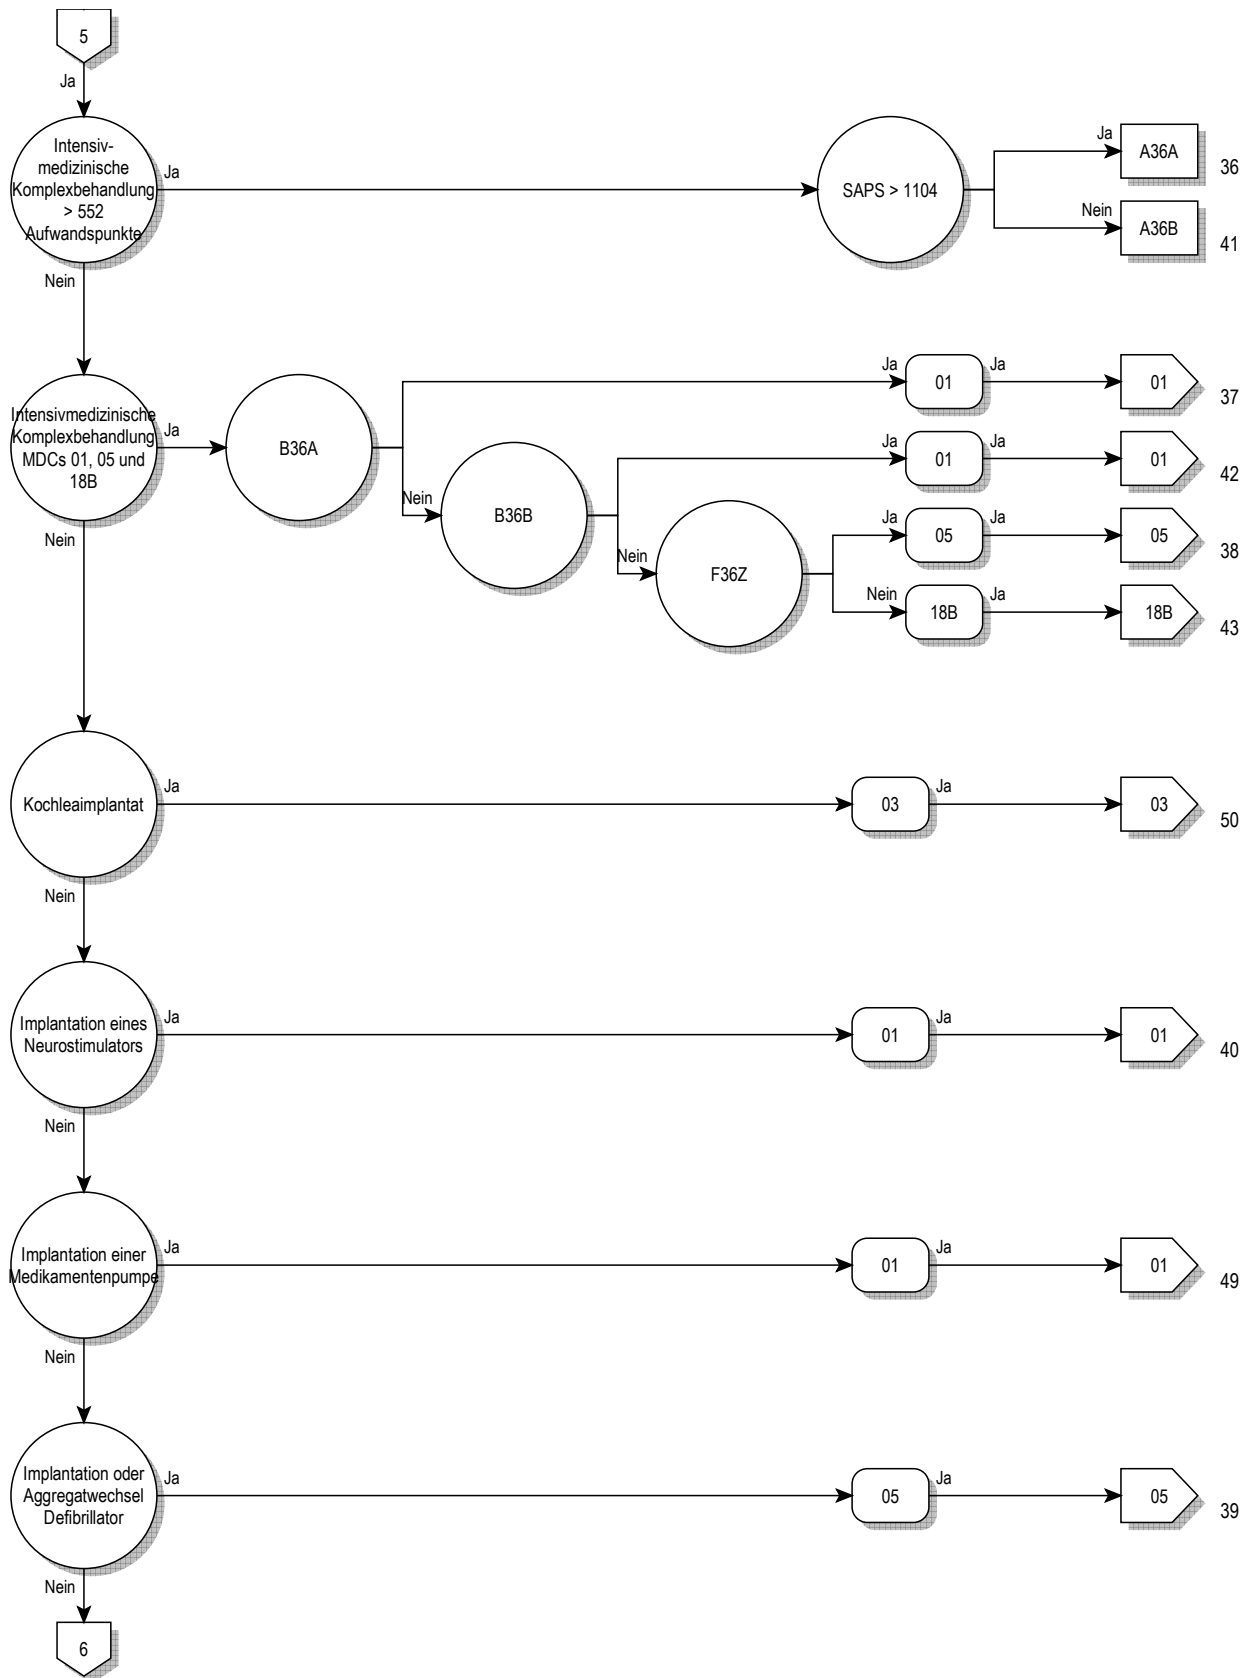 5
Ja
Intensiv-
medizinische
Komplexbehandlung
> 552
Aufwandspunkte
Ja
SAPS > 1104
Ja
A36A
36
Nein
A36B
41
Nein
Intensivmedizinische
Komplexbehandlung
MDCs 01, 05 und
18B
Ja
B36A
Ja
01
Ja
01
37
Nein
B36B
Ja
01
Ja
01
42
Nein
F36Z
Ja
05
Ja
05
38
Nein
18B
Ja
18B
43
Nein
Kochleaimplantat
Ja
03
Ja
03
50
Nein
Implantation eines
Neurostimulators
Ja
01
Ja
01
40
Nein
Implantation einer
Medikamentenpumpe
Ja
01
Ja
01
49
Nein
Implantation oder
Aggregatwechsel
Defibrillator
Ja
05
Ja
05
39
Nein
6